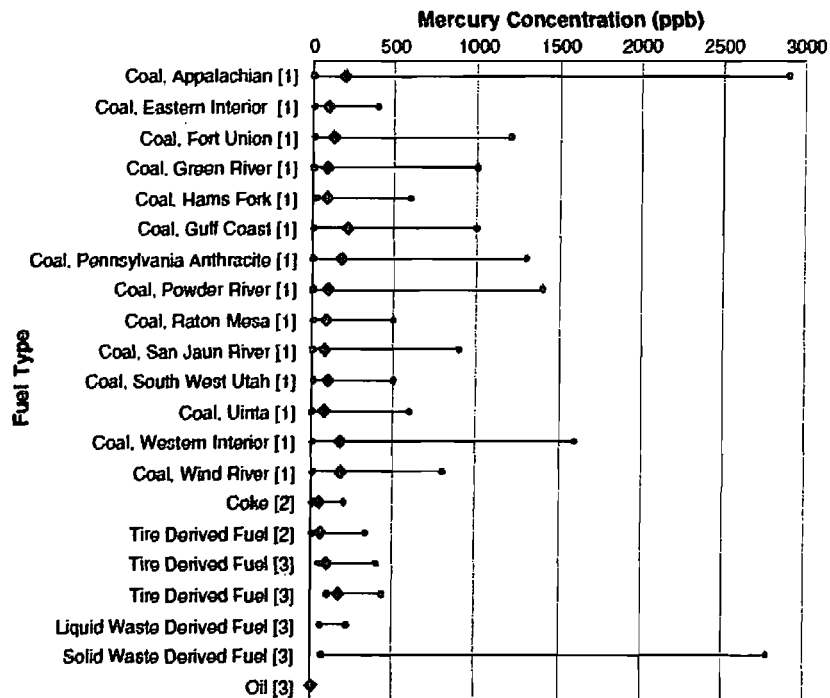 Mercury Concentration (ppb)
0 500 1000 1400 2000 2500 3000
Coal, Appalachian [1]
Coal, Eastern Interior [1]
Coal, Fort Union [1]
Coal, Green River [1]
Coal, Hams Fork [1]
Coal, Gulf Coast [1]
Coal, Pennsylvania Anthracite [1]
Coal, Powder River [1]
Coal, Raton Mesa [1]
Coal, San Jaun River [1]
Coal, South West Utah [1]
Coal, Uinta [1]
Coal, Western Interior [1]
Coal, Wind River [1]
Coke [2]
Tire Derived Fuel [2]
Tire Derived Fuel [3]
Tire Derived Fuel [3]
Liquid Waste Derived Fuel [3]
Solid Waste Derived Fuel [3]
Oil [3]
Fuel Type